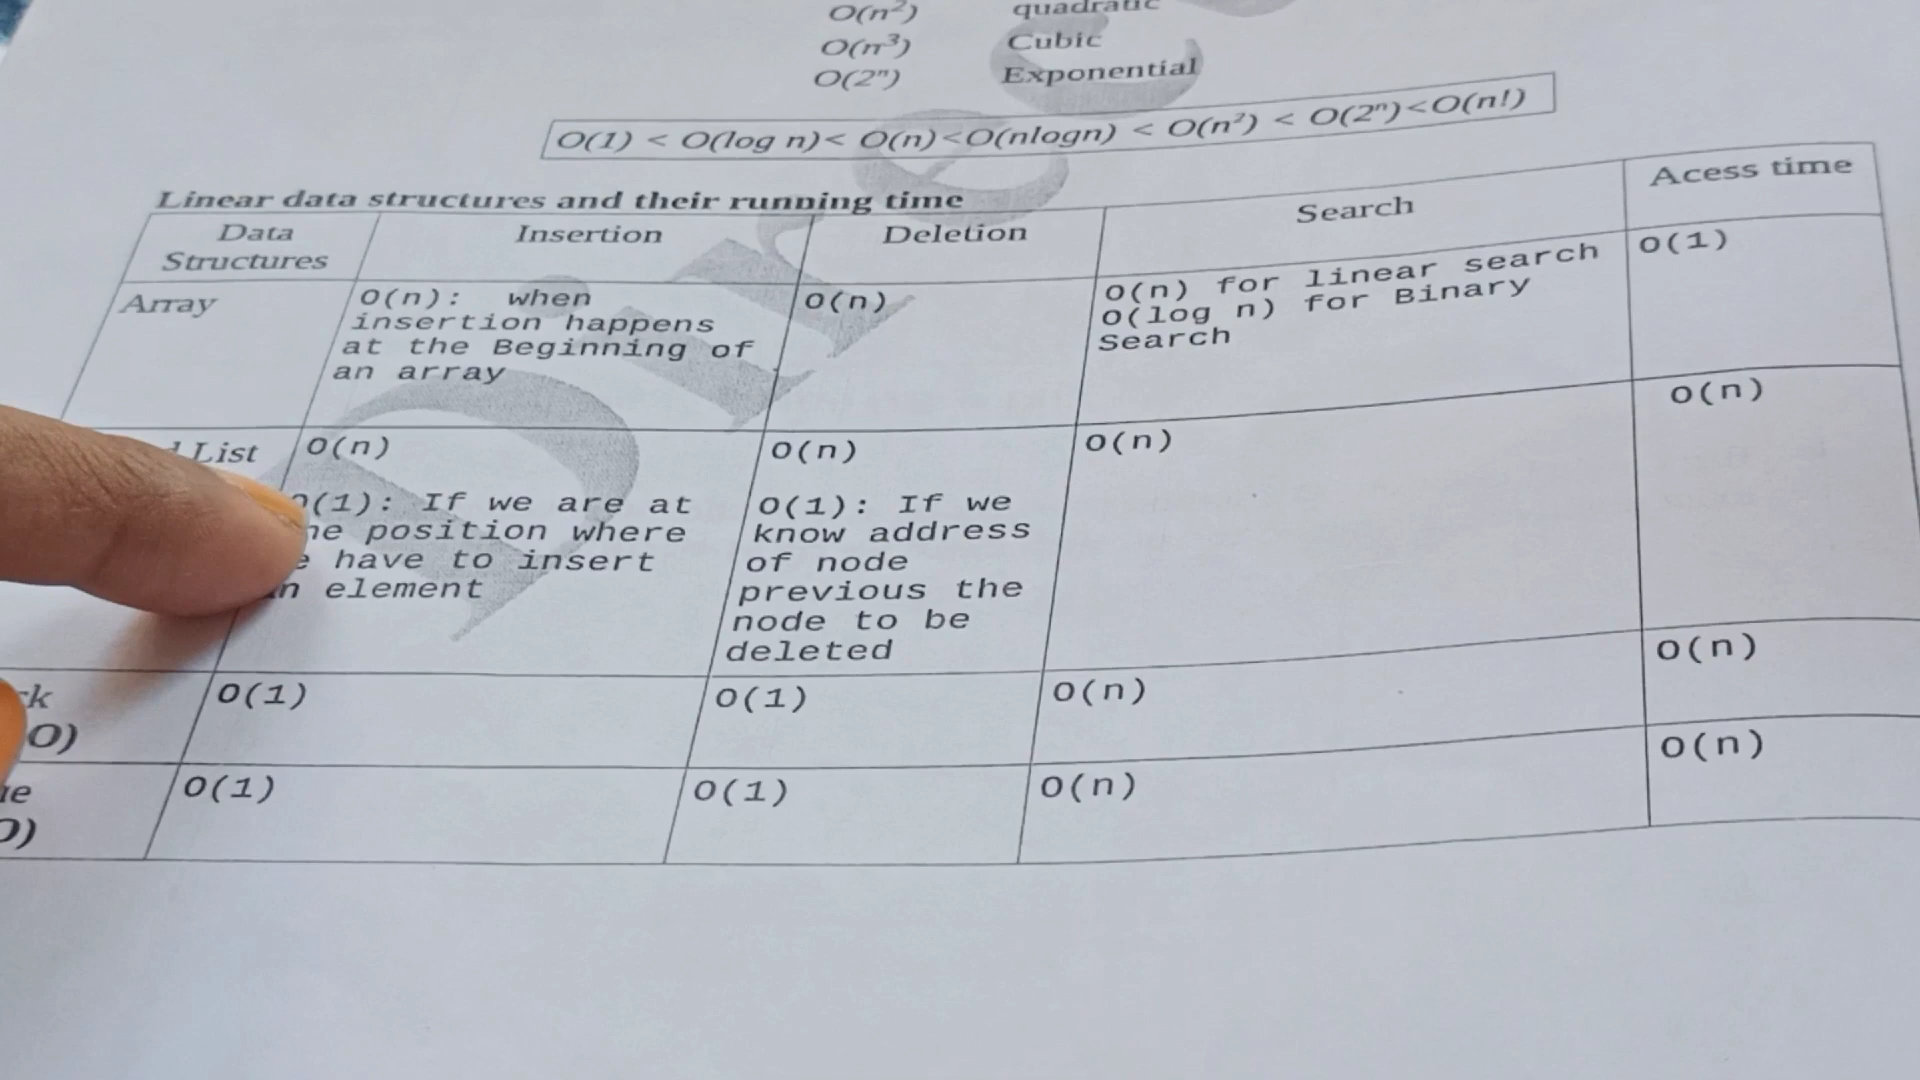 O(n²) quadratic
O(n³) Cubic
O(2ⁿ) Exponential
O(1) < O(log n)< O(n)<O(nlogn) < O(n²) < O(2ⁿ)<O(n!)
Linear data structures and their running time
Data Structures
Insertion
Deletion
Search
Acess time
Array
O(n): when
insertion happens
at the Beginning of
an array
O(n)
O(n) for linear search
O(log n) for Binary
Search
O(1)
List
O(n)
O(1): If we are at
position where
have to insert
element
O(n)
O(1): If we
know address
of node
previous the
node to be
deleted
O(n)
O(n)
O(1)
O(1)
O(n)
O(n)
O(1)
O(1)
O(n)
O(n)